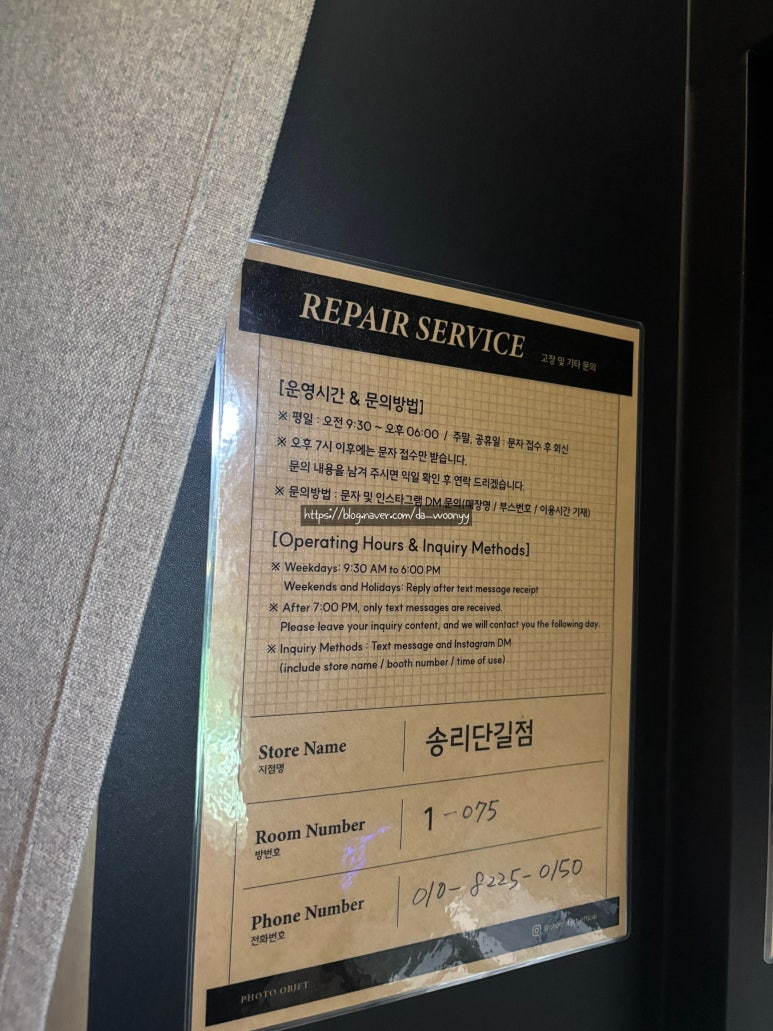 REPAIR SERVICE 고장 및 기타 문의
[운영시간 & 문의방법]
※ 평일 : 오전 9:30 ~ 오후 06:00 / 주말, 공휴일 : 문자 접수 후 회신
※ 오후 7시 이후에는 문자 접수만 받습니다.
문의 내용을 남겨 주시면 익일 확인 후 연락 드리겠습니다.
※ 문의방법 : 문자 및 인스타그램 DM 문의(매장명 / 부스번호 / 이용시간 기재)
https://blog.naver.com/da_woonyy
[Operating Hours & Inquiry Methods]
※ Weekdays: 9:30 AM to 6:00 PM
Weekends and Holidays: Reply after text message receipt
※ After 7:00 PM, only text messages are received.
Please leave your inquiry content, and we will contact you the following day.
※ Inquiry Methods : Text message and Instagram DM
(include store name / booth number / time of use)
Store Name 송리단길점
지점명
Room Number 1-075
방번호
Phone Number 010-8225-0150
전화번호
PHOTO OBJET